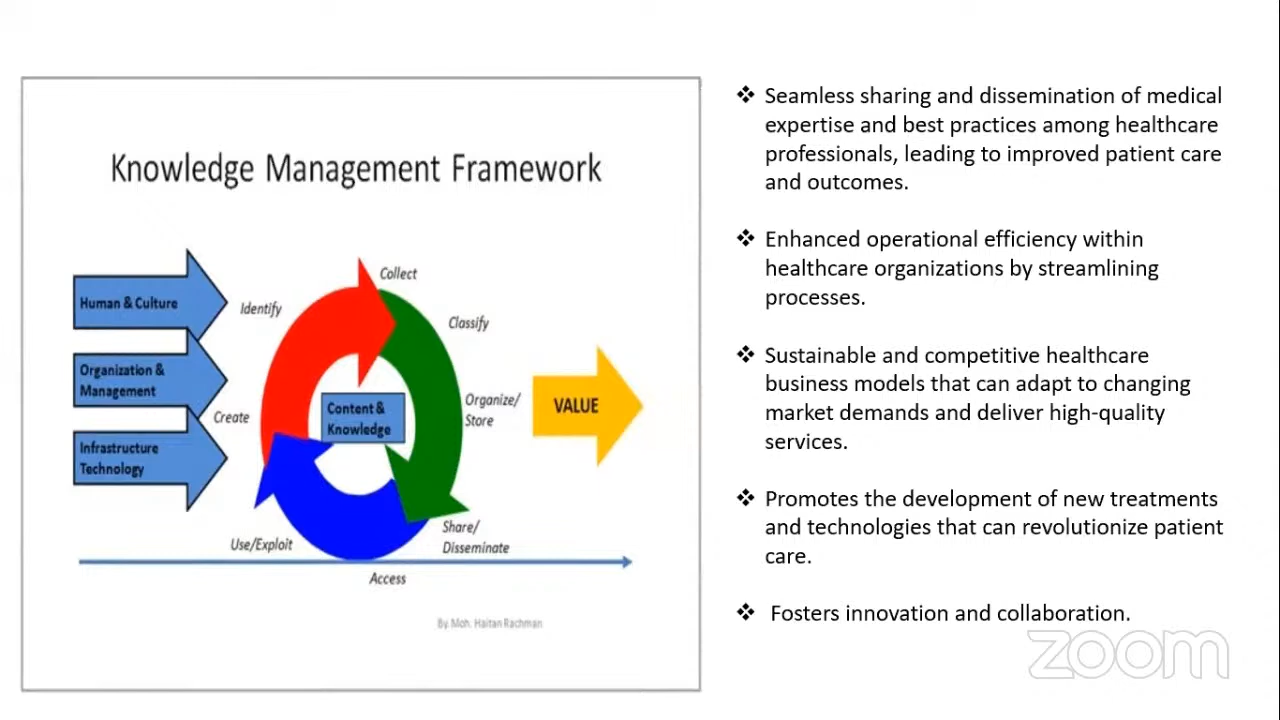 Knowledge Management Framework
Human & Culture
Organization &
Management
Infrastructure
Technology
Identify
Collect
Classify
Create
Content &
Knowledge
Organize/
Store
VALUE
Use/Exploit
Share/
Disseminate
Access
By. Moh. Haitan Rachman
❖ Seamless sharing and dissemination of medical
expertise and best practices among healthcare
professionals, leading to improved patient care
and outcomes.
❖ Enhanced operational efficiency within
healthcare organizations by streamlining
processes.
❖ Sustainable and competitive healthcare
business models that can adapt to changing
market demands and deliver high-quality
services.
❖ Promotes the development of new treatments
and technologies that can revolutionize patient
care.
❖ Fosters innovation and collaboration.
zoom